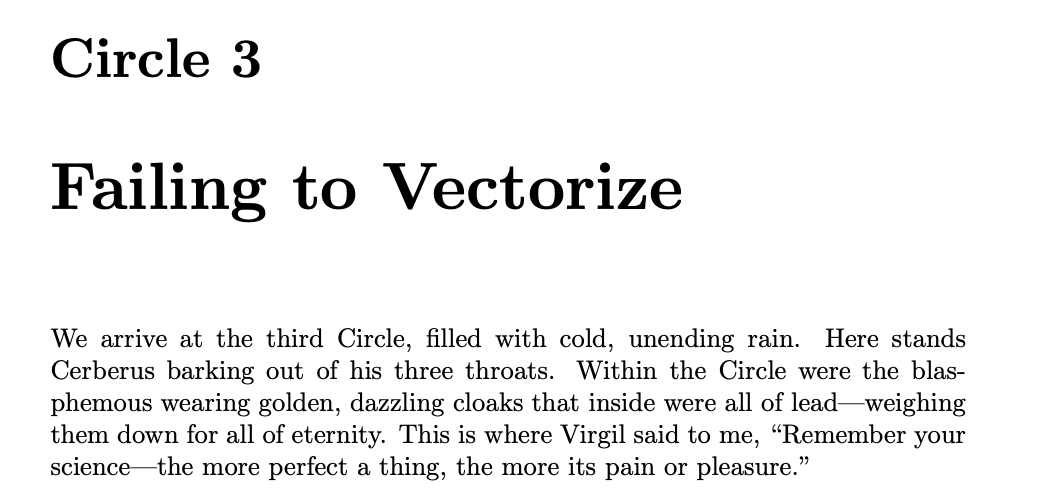 Circle 3
Failing to Vectorize
We arrive at the third Circle, filled with cold, unending rain. Here stands
Cerberus barking out of his three throats. Within the Circle were the blas-
phemous wearing golden, dazzling cloaks that inside were all of lead—weighing
them down for all of eternity. This is where Virgil said to me, “Remember your
science—the more perfect a thing, the more its pain or pleasure.”